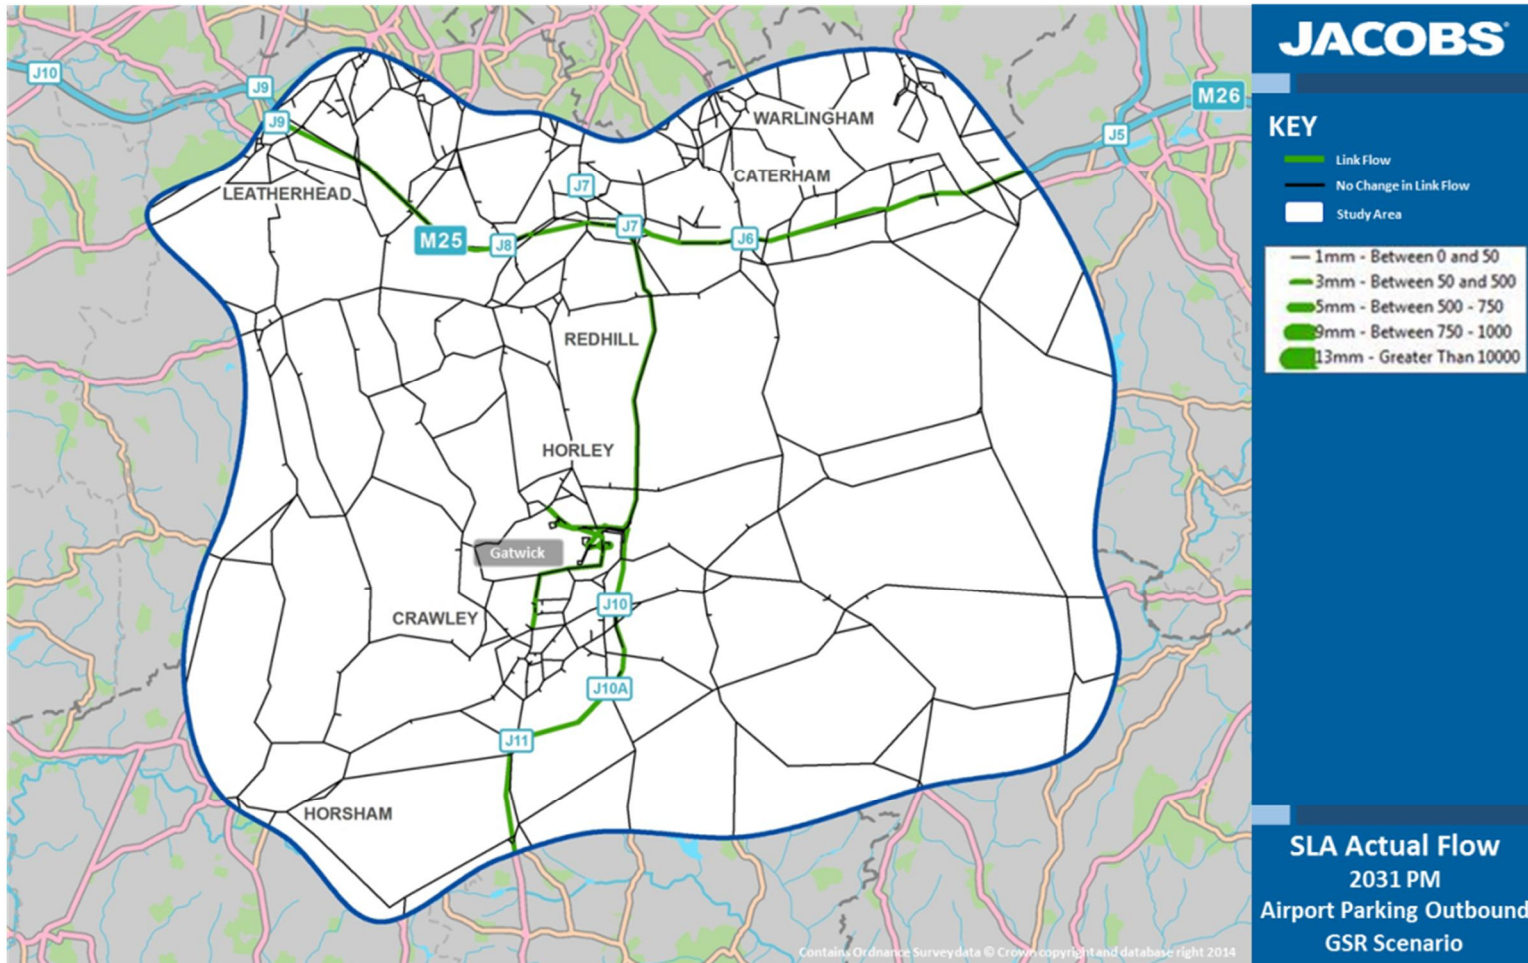 JACOBS
KEY
Link Flow
No Change in Link Flow
Study Area
1mm - Between 0 and 50
3mm - Between 50 and 500
5mm - Between 500 - 750
9mm - Between 750 - 1000
13mm - Greater Than 10000
SLA Actual Flow
2031 PM
Airport Parking Outbound
GSR Scenario
J10
J9
M26
J9
WARLINGHAM
J5
CATERHAM
J7
LEATHERHEAD
J7
M25
J8
J6
REDHILL
HORLEY
Gatwick
J10
CRAWLEY
J10A
J11
HORSHAM
Contains Ordnance Survey data © Crown copyright and database right 2014